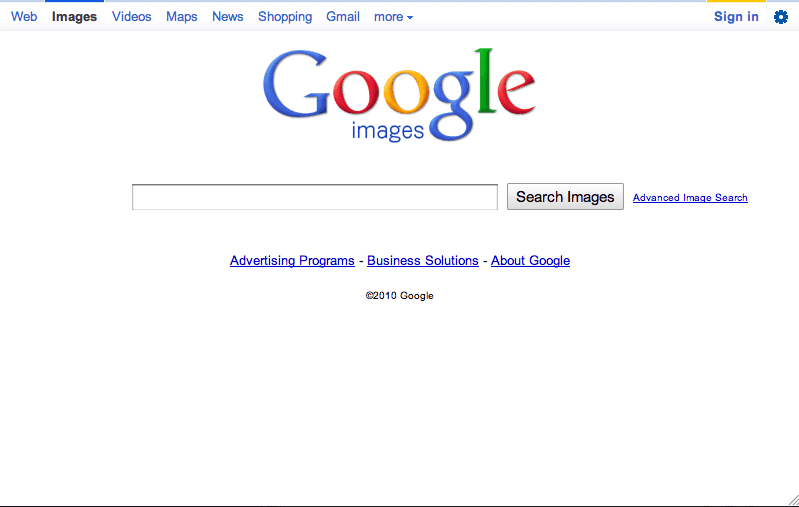 Web Images Videos Maps News Shopping Gmail more Sign in
Google
images
Search Images Advanced Image Search
Advertising Programs - Business Solutions - About Google
©2010 Google